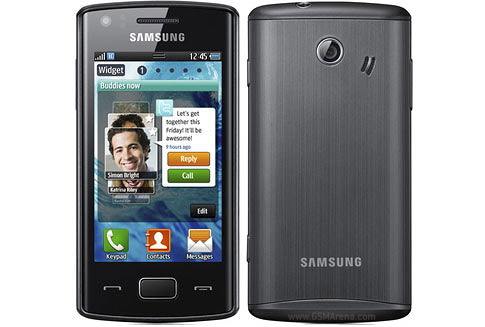 SAMSUNG
12:45
Widget
1
Buddies now
Let's get
together this
Friday! It'll be
awesome!
9 hours ago
Reply
Call
Simon Bright
Katrina Riley
Edit
Keypad
Contacts
Messages
SAMSUNG
www.GSMArena.com